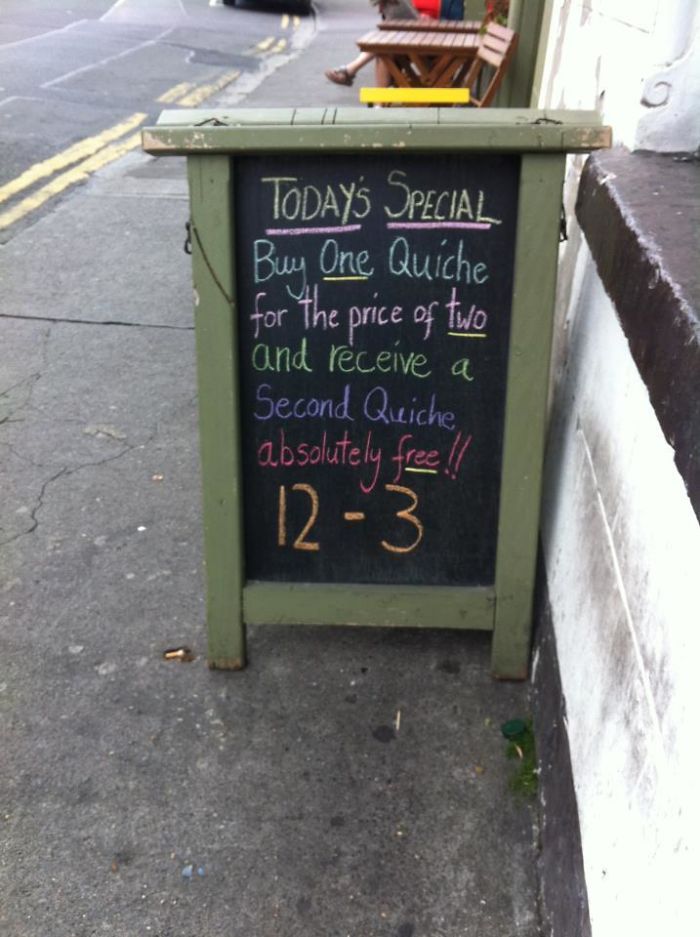 TODAY'S SPECIAL
Buy One Quiche
for the price of two
and receive a
Second Quiche
absolutely free!!
12-3